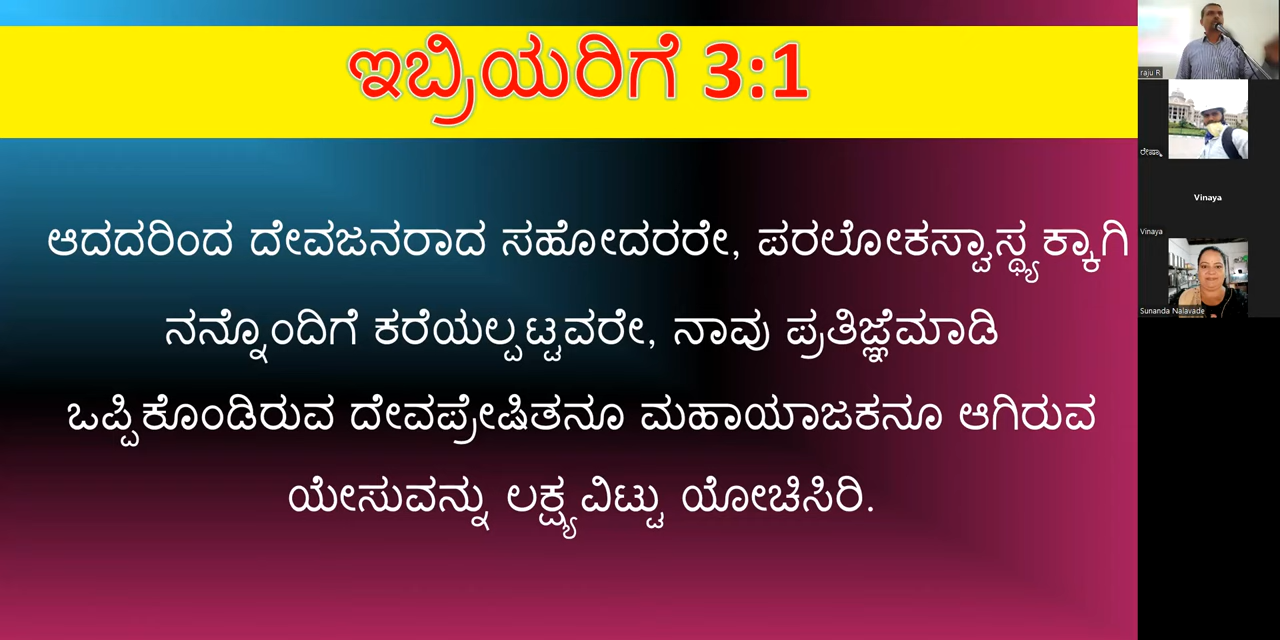 ಇಬ್ರಿಯರಿಗೆ 3:1
ಆದದರಿಂದ ದೇವಜನರಾದ ಸಹೋದರರೇ, ಪರಲೋಕಸ್ವಾಸ್ಥ್ಯಕ್ಕಾಗಿ
ನನ್ನೊಂದಿಗೆ ಕರೆಯಲ್ಪಟ್ಟವರೇ, ನಾವು ಪ್ರತಿಜ್ಞೆಮಾಡಿ
ಒಪ್ಪಿಕೊಂಡಿರುವ ದೇವಪ್ರೇಷಿತನೂ ಮಹಾಯಾಜಕನೂ ಆಗಿರುವ
ಯೇಸುವನ್ನು ಲಕ್ಷ್ಯವಿಟ್ಟು ಯೋಚಿಸಿರಿ.
raju R
ರೇಷ್ಮಾ
Vinaya
Vinaya
Sunanda Nalavade